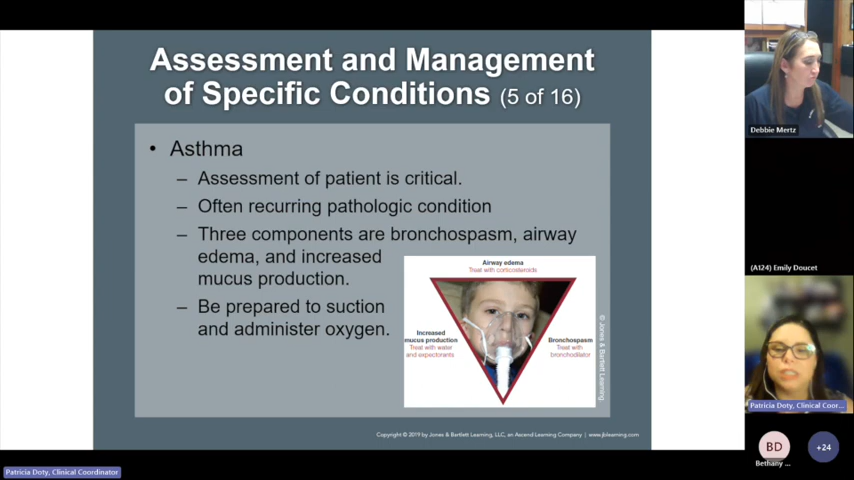 Assessment and Management
of Specific Conditions (5 of 16)
• Asthma
– Assessment of patient is critical.
– Often recurring pathologic condition
– Three components are bronchospasm, airway
edema, and increased
mucus production.
– Be prepared to suction
and administer oxygen.
Airway edema
Treat with corticosteroids
Increased
mucus production
Treat with water
and expectorants
Bronchospasm
Treat with
bronchodilator
© Jones & Bartlett Learning
Copyright © 2019 by Jones & Bartlett Learning, LLC, an Ascend Learning Company | www.jblearning.com
Patricia Doty, Clinical Coordinator
Debbie Mertz
(A124) Emily Doucet
Patricia Doty, Clinical Coor...
BD
Bethany ...
+24